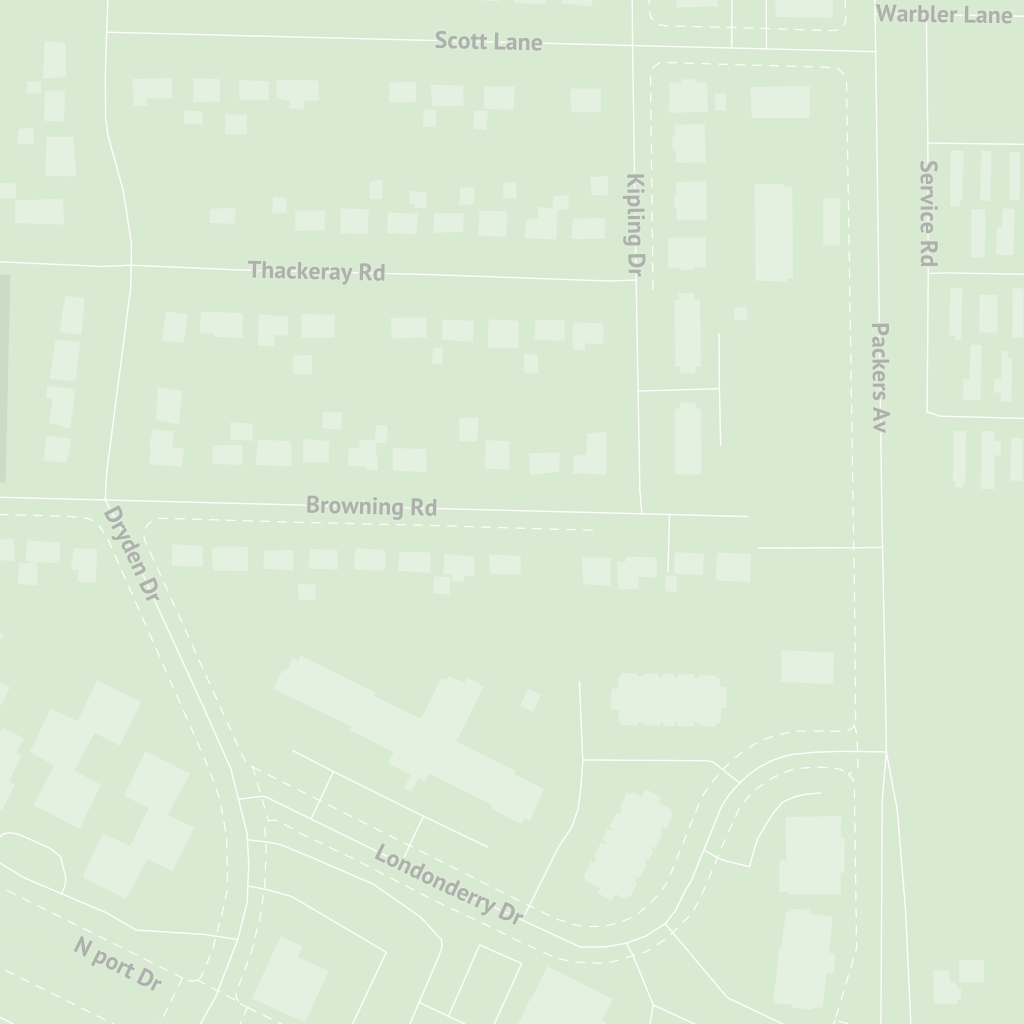 Warbler Lane
Scott Lane
Kipling Dr
Service Rd
Thackeray Rd
Packers Av
Browning Rd
Dryden Dr
Londonderry Dr
N port Dr